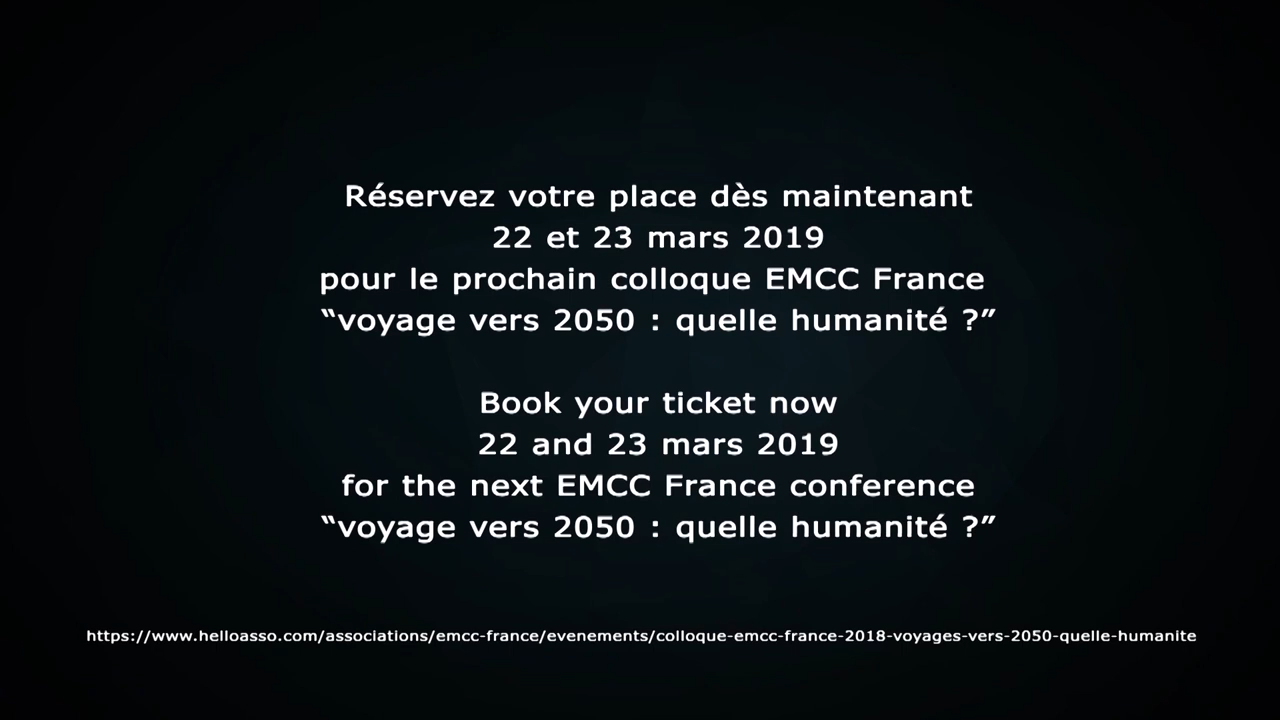 Réservez votre place dès maintenant
22 et 23 mars 2019
pour le prochain colloque EMCC France
“voyage vers 2050 : quelle humanité ?”
Book your ticket now
22 and 23 mars 2019
for the next EMCC France conference
“voyage vers 2050 : quelle humanité ?”
https://www.helloasso.com/associations/emcc-france/evenements/colloque-emcc-france-2018-voyages-vers-2050-quelle-humanite